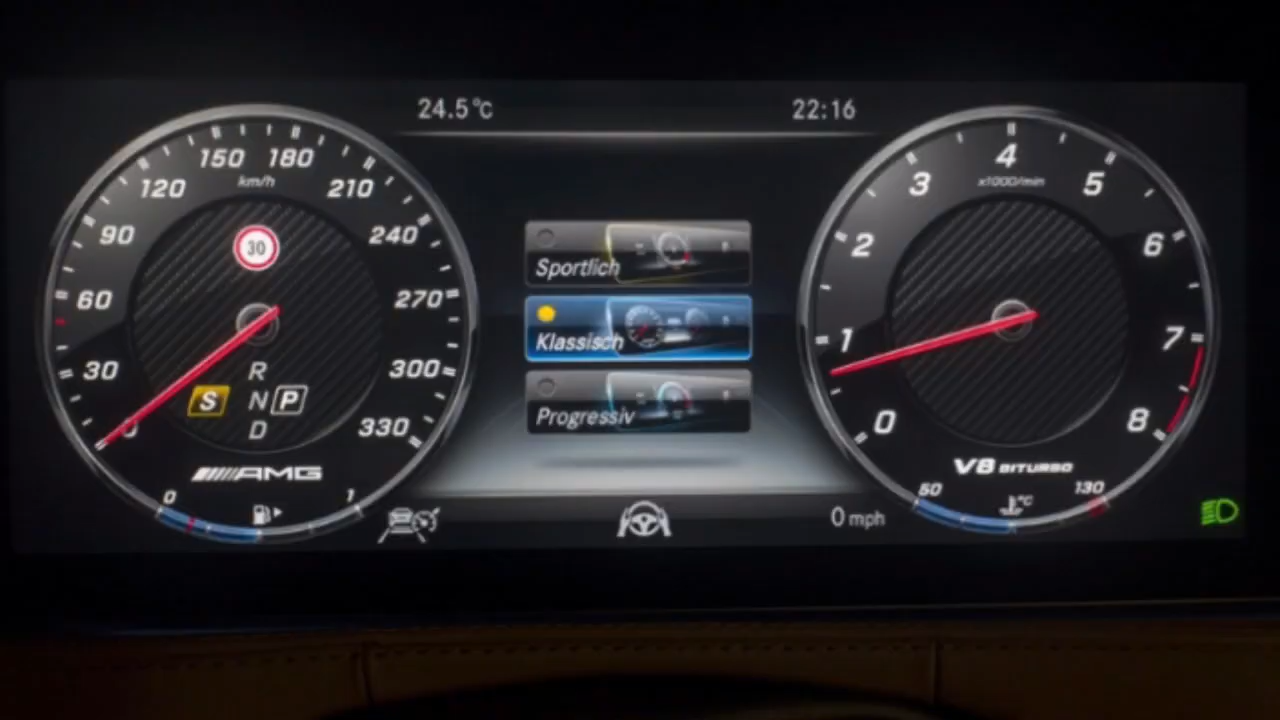 24.5°C
22:16
150 180
km/h
120
210
90
240
60
270
30
300
0
330
30
R
S
N P
D
AMG
0
1
Sportlich
Klassisch
Progressiv
0 mph
4
x1000/min
3
5
2
6
1
7
0
8
V8 BITURBO
50
°C
130